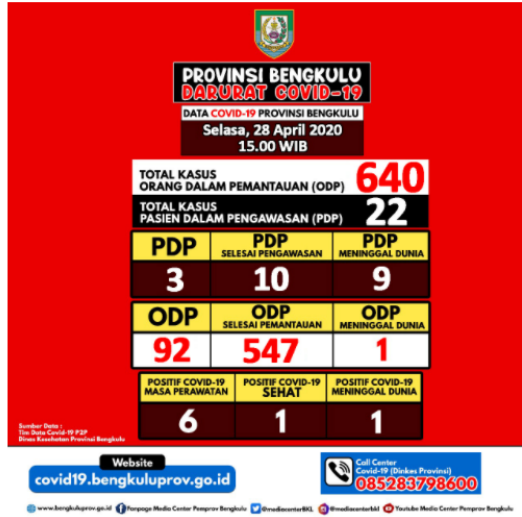 PROVINSI BENGKULU
DARURAT COVID-19
DATA COVID-19 PROVINSI BENGKULU
Selasa, 28 April 2020
15.00 WIB
TOTAL KASUS
ORANG DALAM PEMANTAUAN (ODP) 640
TOTAL KASUS
PASIEN DALAM PENGAWASAN (PDP) 22
PDP
3
PDP
SELESAI PENGAWASAN
10
PDP
MENINGGAL DUNIA
9
ODP
92
ODP
SELESAI PEMANTAUAN
547
ODP
MENINGGAL DUNIA
1
POSITIF COVID-19
MASA PERAWATAN
6
POSITIF COVID-19
SEHAT
1
POSITIF COVID-19
MENINGGAL DUNIA
1
Sumber Data :
Tim Data Covid-19 P2P
Dinas Kesehatan Provinsi Bengkulu
Website
covid19.bengkuluprov.go.id
Call Center
Covid-19 (Dinkes Provinsi)
085283798600
www.bengkuluprov.go.id Fanpage Media Center Pemprov Bengkulu @mediacenterBKL @mediacenterbkl Youtube Media Center Pemprov Bengkulu